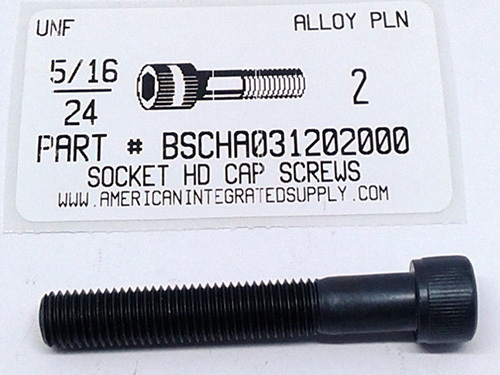 UNF ALLOY PLN
5/16
24
2
PART # BSCHA031202000
SOCKET HD CAP SCREWS
WWW.AMERICANINTEGRATEDSUPPLY.COM